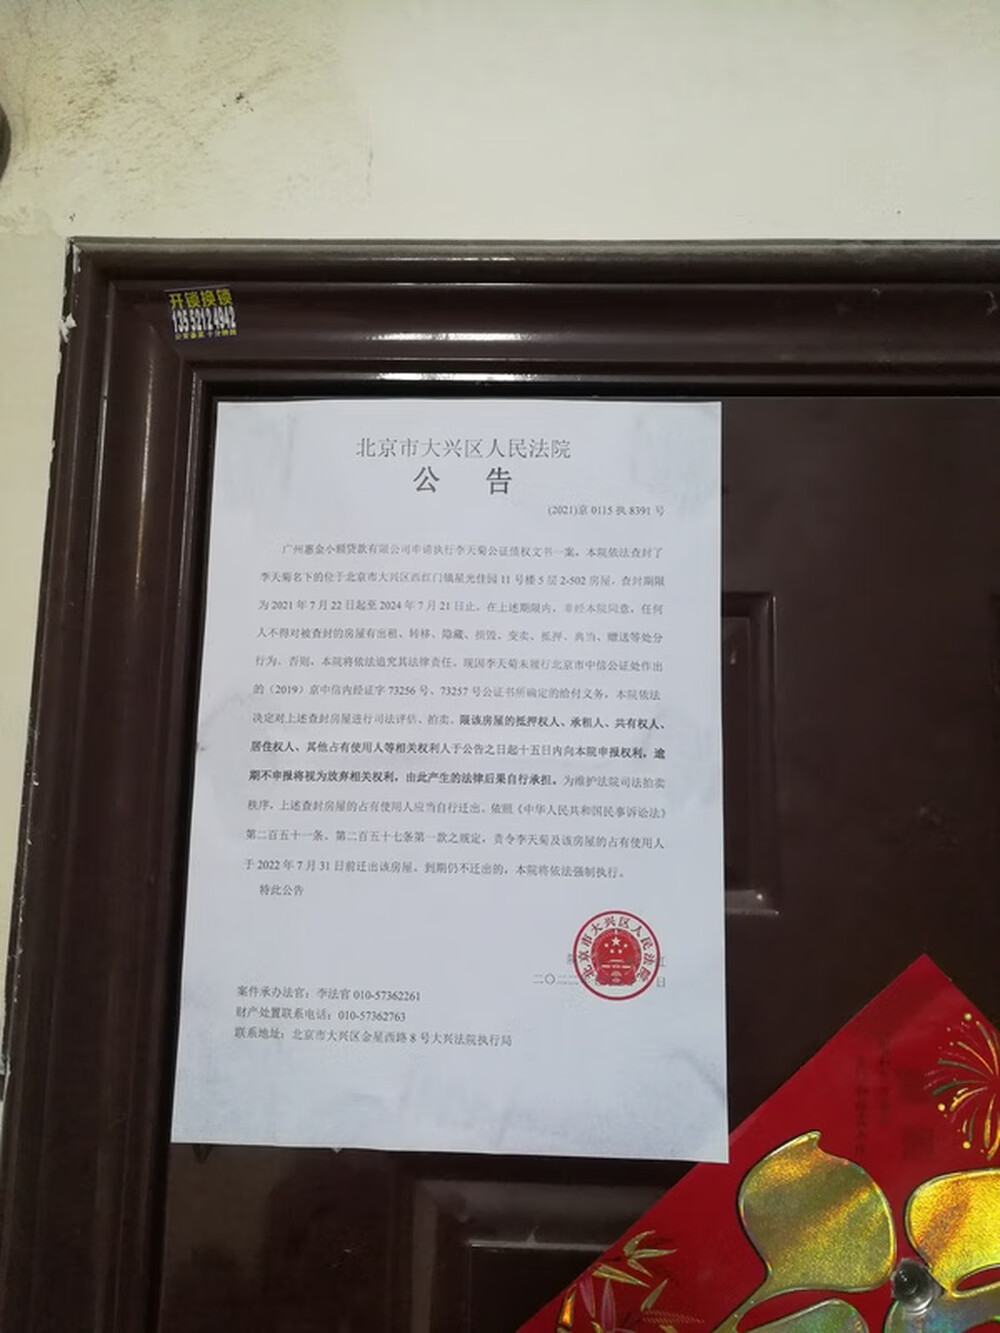 开锁换锁
13552124942
北京市大兴区人民法院
公 告
(2021)京 0115 执 8391 号
广州惠金小额贷款有限公司申请执行李天菊公证债权文书一案，本院依法查封了
李天菊名下的位于北京市大兴区西红门镇星光佳园 11 号楼 5 层 2-502 房屋，查封期限
为 2021 年 7 月 22 日起至 2024 年 7 月 21 日止。在上述期限内，非经本院同意，任何
人不得对被查封的房屋有出租、转移、隐藏、损毁、变卖、抵押、典当、赠送等处分
行为，否则，本院将依法追究其法律责任。现因李天菊未履行北京市中信公证处作出
的（2019）京中信内经证字 73256 号、73257 号公证书所确定的给付义务，本院依法
决定对上述查封房屋进行司法评估、拍卖。限该房屋的抵押权人、承租人、共有权人、
居住权人、其他占有使用人等相关权利人于公告之日起十五日内向本院申报权利，逾
期不申报将视为放弃相关权利，由此产生的法律后果自行承担。为维护法院司法拍卖
秩序，上述查封房屋的占有使用人应当自行迁出。依照《中华人民共和国民事诉讼法》
第二百五十一条、第二百五十七条第一款之规定，责令李天菊及该房屋的占有使用人
于 2022 年 7 月 31 日前迁出该房屋。到期仍不迁出的，本院将依法强制执行。
特此公告
北京市大兴区人民法院
二〇二二 日
案件承办法官：李法官 010-57362261
财产处置联系电话：010-57362763
联系地址：北京市大兴区金星西路 8 号大兴法院执行局